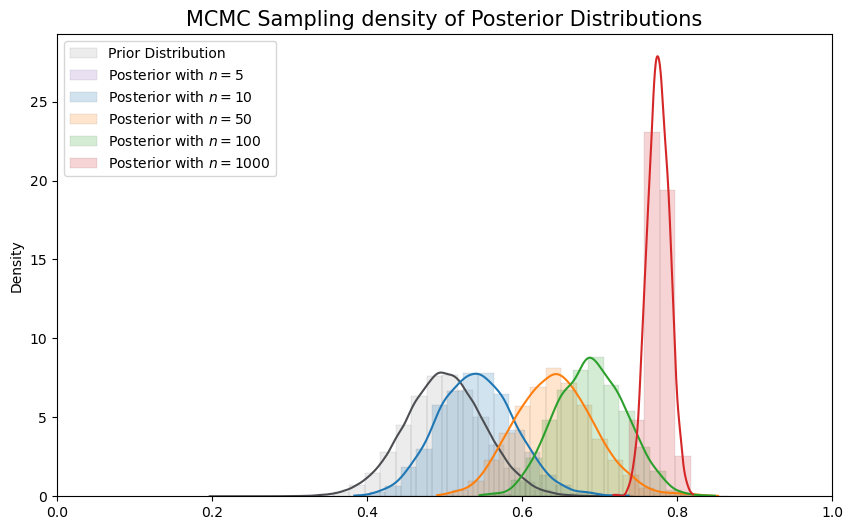 MCMC Sampling density of Posterior Distributions
Prior Distribution
Posterior with n = 5
Posterior with n = 10
Posterior with n = 50
Posterior with n = 100
Posterior with n = 1000
Density
25
20
15
10
5
0
0.0 0.2 0.4 0.6 0.8 1.0